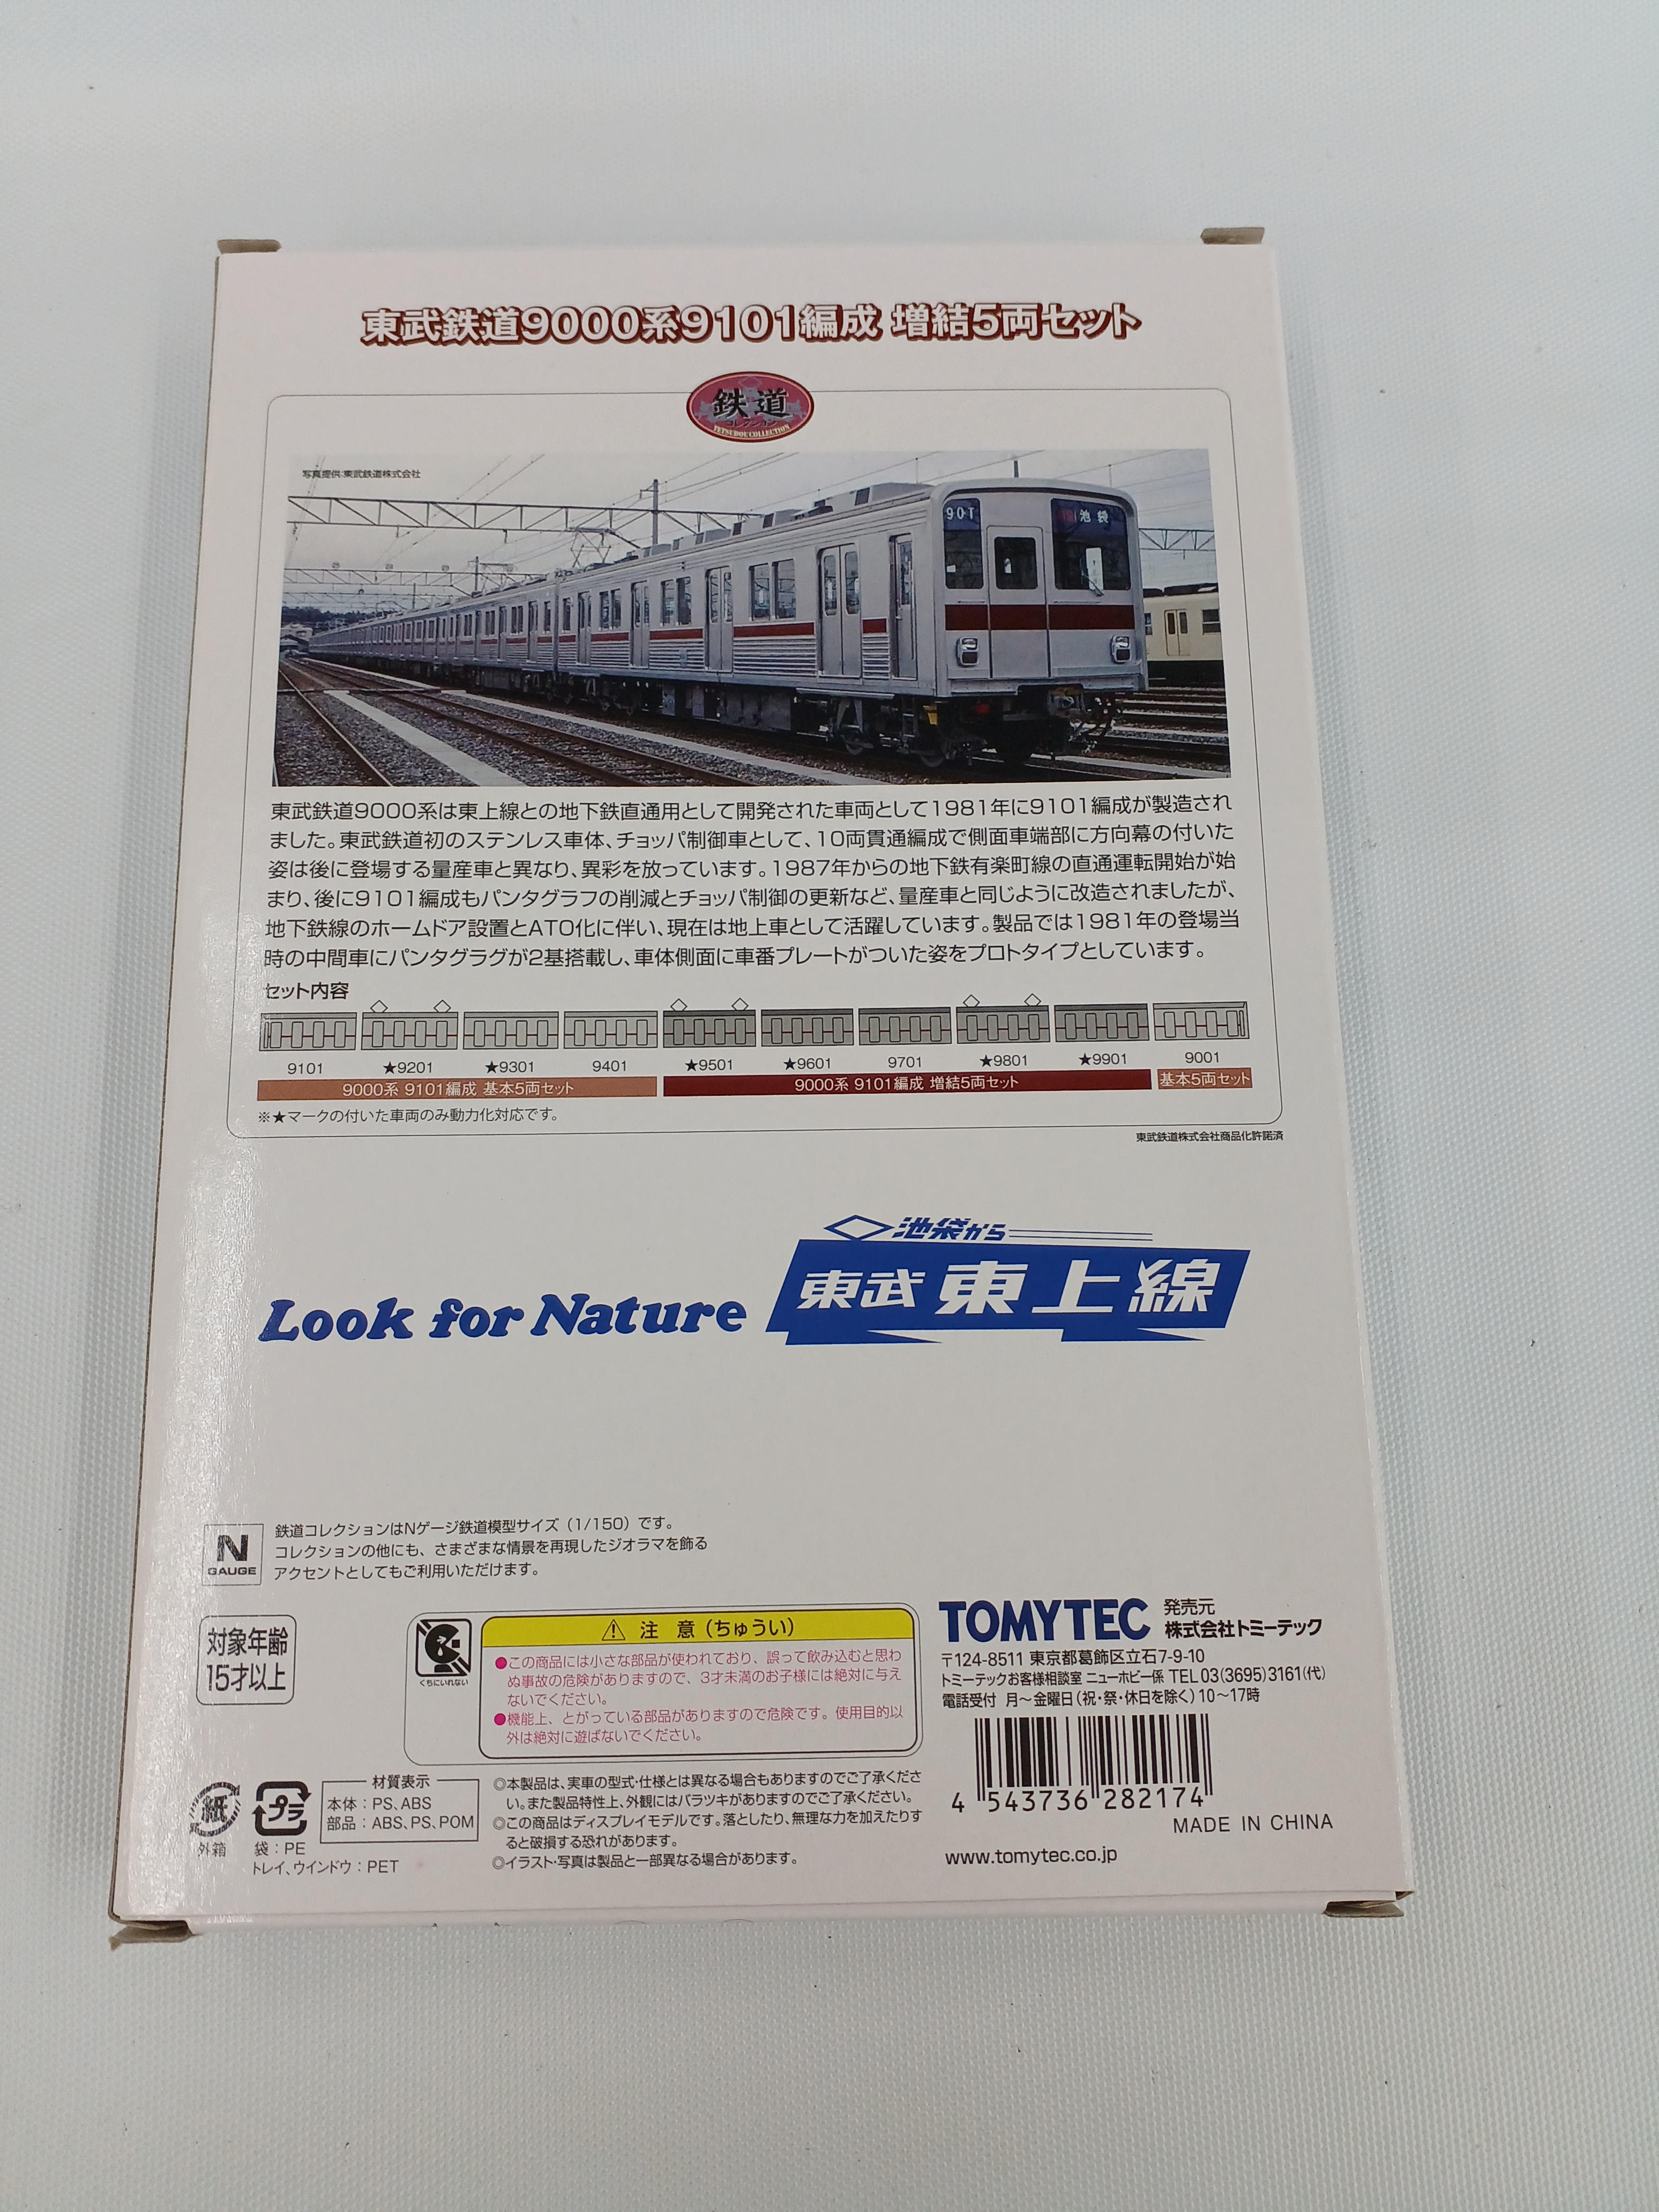 東武鉄道9000系9101編成 増結5両セット
鉄道
コレクション
TETSUDOU COLLECTION
写真提供:東武鉄道株式会社
90T
池袋
東武鉄道9000系は東上線との地下鉄直通用として開発された車両として1981年に9101編成が製造され
ました。東武鉄道初のステンレス車体、チョッパ制御車として、10両貫通編成で側面車端部に方向幕の付いた
姿は後に登場する量産車と異なり、異彩を放っています。1987年からの地下鉄有楽町線の直通運転開始が始
まり、後に9101編成もパンタグラフの削減とチョッパ制御の更新など、量産車と同じように改造されましたが、
地下鉄線のホームドア設置とATO化に伴い、現在は地上車として活躍しています。製品では1981年の登場当
時の中間車にパンタグラグが2基搭載し、車体側面に車番プレートがついた姿をプロトタイプとしています。
セット内容
9101 ★9201 ★9301 9401 ★9501 ★9601 9701 ★9801 ★9901 9001
9000系 9101編成 基本5両セット 9000系 9101編成 増結5両セット 基本5両セット
※★マークの付いた車両のみ動力化対応です。
東武鉄道株式会社商品化許諾済
池袋から
Look for Nature 東武 東上線
N
GAUGE
鉄道コレクションはNゲージ鉄道模型サイズ（1/150）です。
コレクションの他にも、さまざまな情景を再現したジオラマを飾る
アクセントとしてもご利用いただけます。
対象年齢
15才以上
くちにいれない
⚠ 注 意（ちゅうい）
●この商品には小さな部品が使われており、誤って飲み込むと思わ
ぬ事故の危険がありますので、3才未満のお子様には絶対に与え
ないでください。
●機能上、とがっている部品がありますので危険です。使用目的以
外は絶対に遊ばないでください。
TOMYTEC 発売元
株式会社トミーテック
〒124-8511 東京都葛飾区立石7-9-10
トミーテックお客様相談室 ニューホビー係 TEL 03(3695)3161(代)
電話受付 月〜金曜日(祝・祭・休日を除く) 10〜17時
4 543736 282174
MADE IN CHINA
www.tomytec.co.jp
紙
外箱
プラ
袋：PE
トレイ、ウインドウ：PET
材質表示
本体：PS、ABS
部品：ABS、PS、POM
◎本製品は、実車の型式・仕様とは異なる場合もありますのでご了承くださ
い。また製品特性上、外観にはバラツキがありますのでご了承ください。
◎この商品はディスプレイモデルです。落としたり、無理な力を加えたりす
ると破損する恐れがあります。
◎イラスト・写真は製品と一部異なる場合があります。